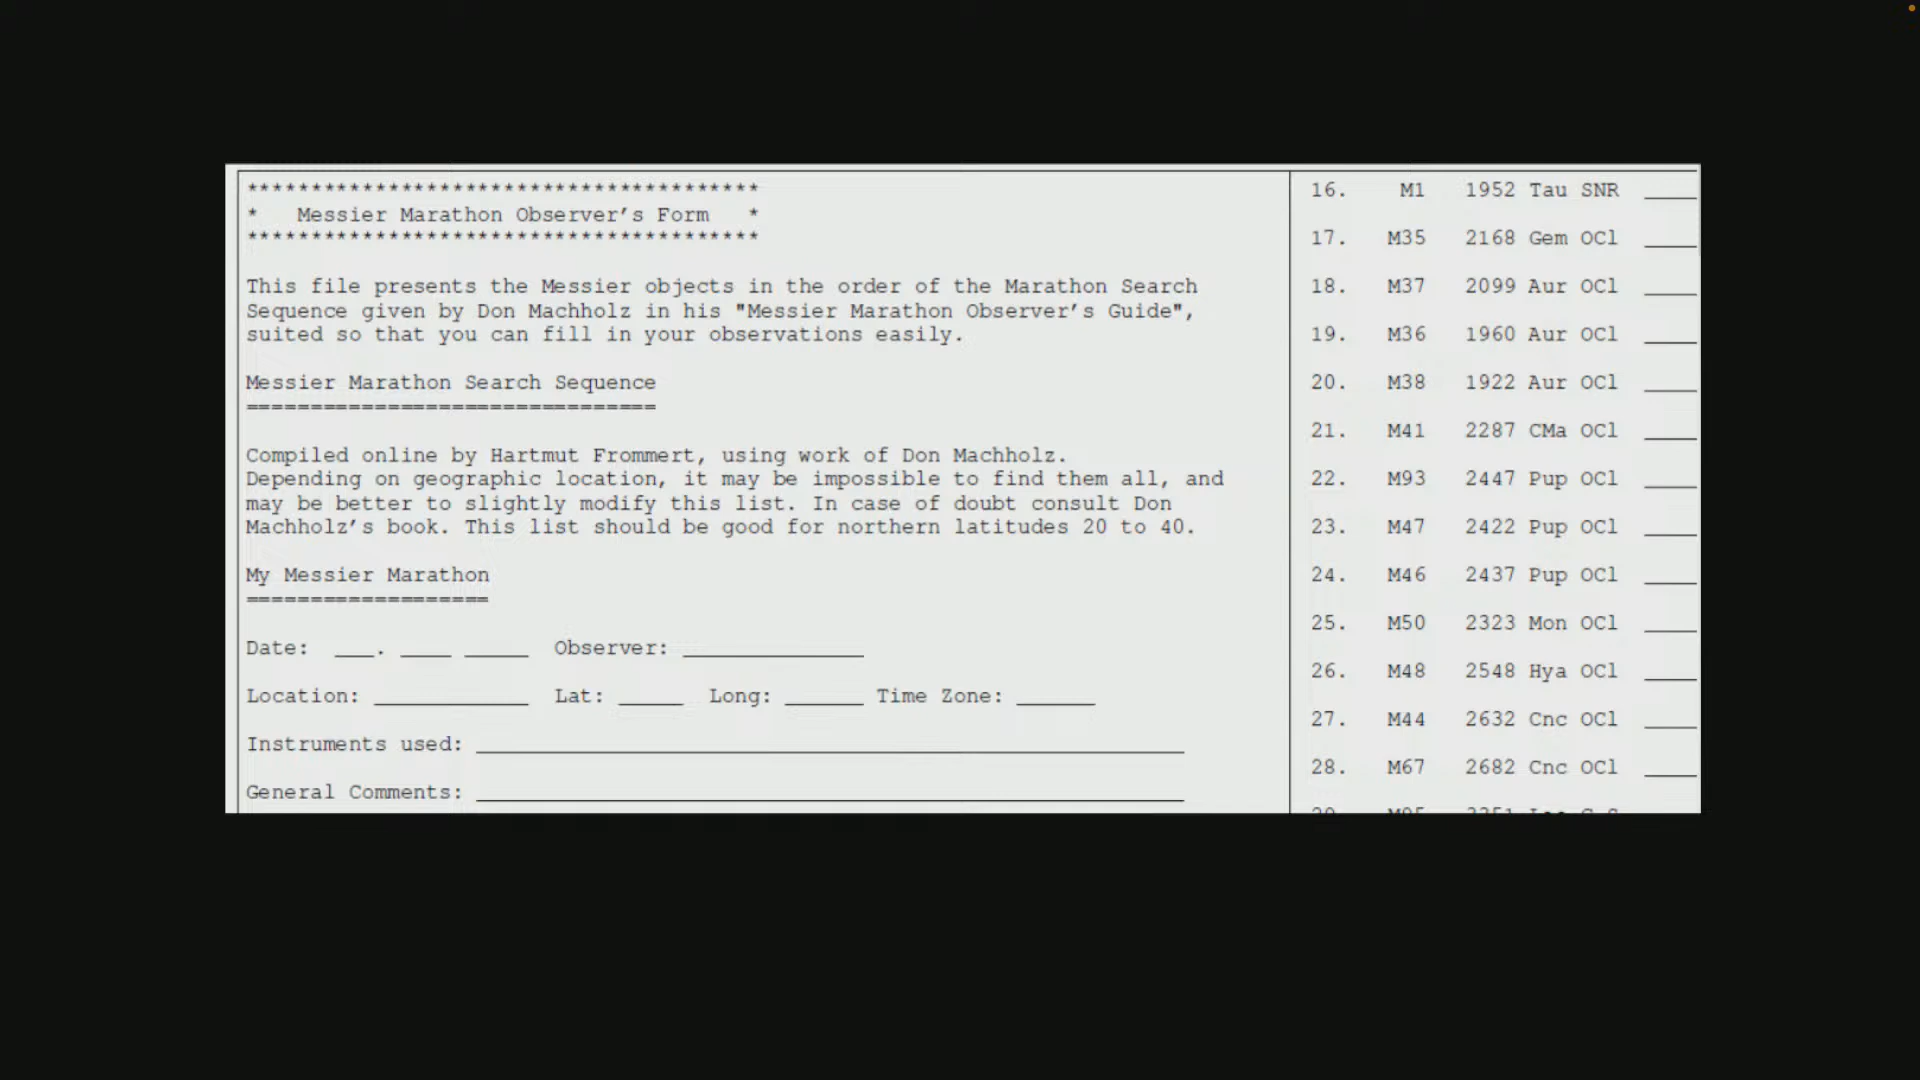 ****************************************
*   Messier Marathon Observer's Form   *
****************************************
This file presents the Messier objects in the order of the Marathon Search
Sequence given by Don Machholz in his "Messier Marathon Observer's Guide",
suited so that you can fill in your observations easily.
Messier Marathon Search Sequence
================================
Compiled online by Hartmut Frommert, using work of Don Machholz.
Depending on geographic location, it may be impossible to find them all, and
may be better to slightly modify this list. In case of doubt consult Don
Machholz's book. This list should be good for northern latitudes 20 to 40.
My Messier Marathon
===================
Date: ___. ____ _____ Observer: ______________
Location: ____________ Lat: _____ Long: ______ Time Zone: ______
Instruments used: _______________________________________________________
General Comments: _______________________________________________________
16. M1 1952 Tau SNR ____
17. M35 2168 Gem OCl ____
18. M37 2099 Aur OCl ____
19. M36 1960 Aur OCl ____
20. M38 1922 Aur OCl ____
21. M41 2287 CMa OCl ____
22. M93 2447 Pup OCl ____
23. M47 2422 Pup OCl ____
24. M46 2437 Pup OCl ____
25. M50 2323 Mon OCl ____
26. M48 2548 Hya OCl ____
27. M44 2632 Cnc OCl ____
28. M67 2682 Cnc OCl ____